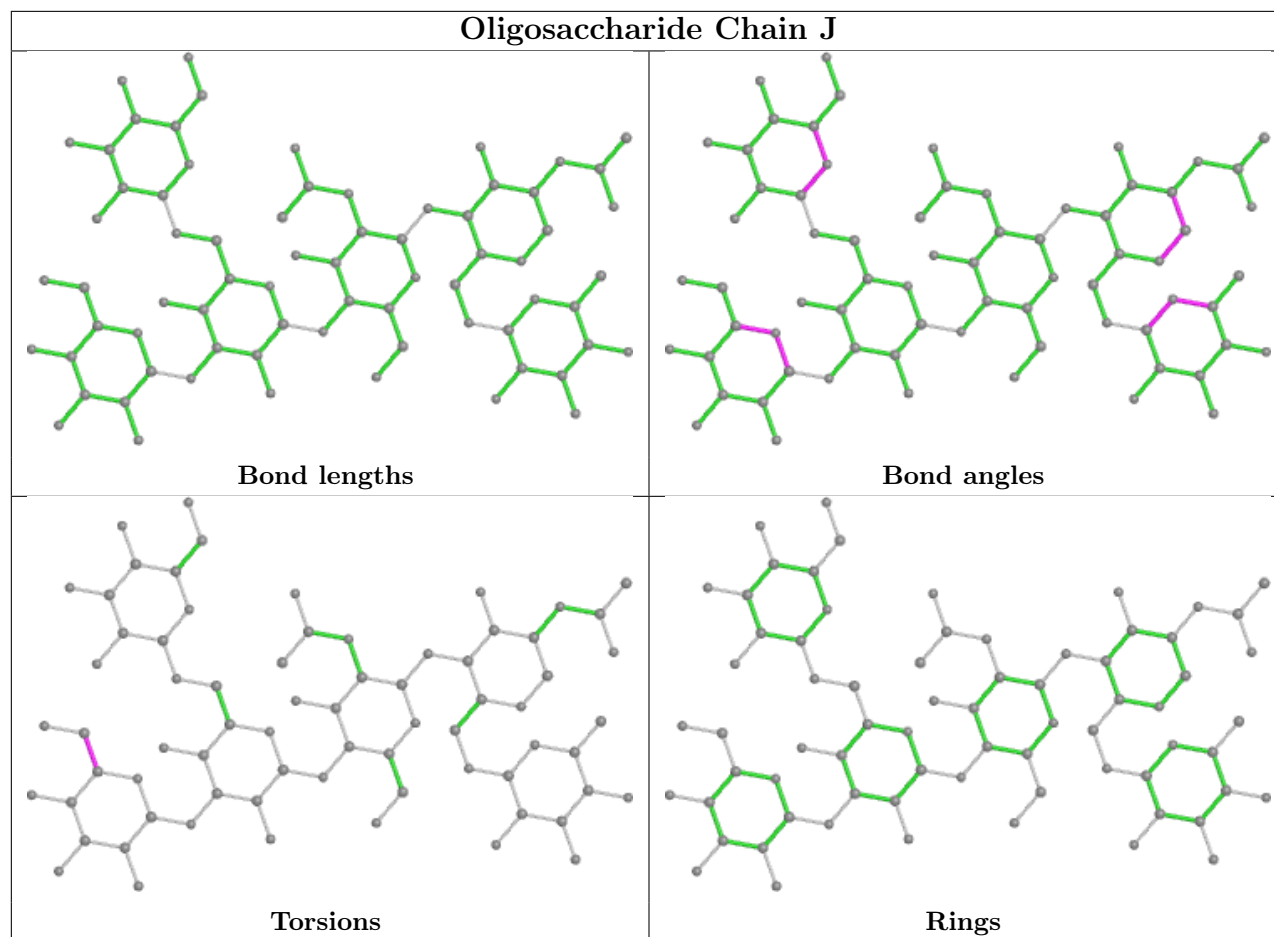 Oligosaccharide Chain J
Bond lengths
Bond angles
Torsions
Rings